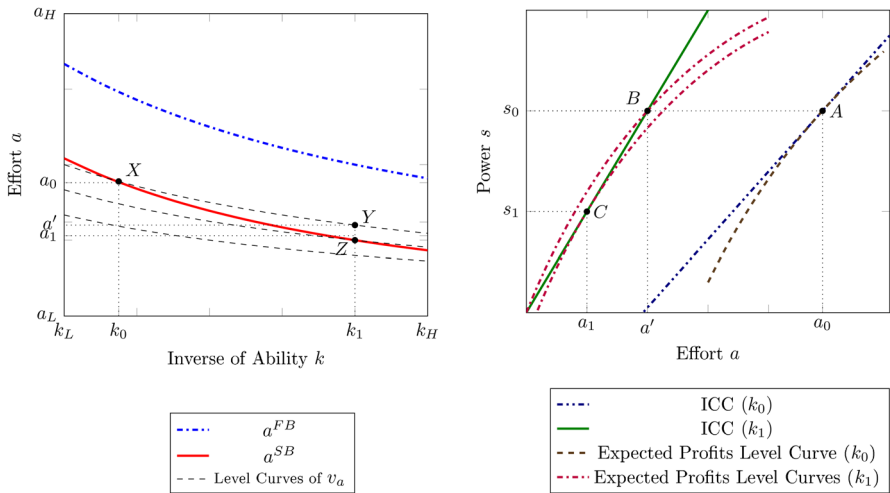 a_H
Effort a
a_0
a′
a_1
a_L
X
Y
Z
k_L
k_0
k_1
k_H
Inverse of Ability k
a^{FB}
a^{SB}
Level Curves of v_a
Power s
s_0
s_1
B
A
C
a_1
a′
a_0
Effort a
ICC (k_0)
ICC (k_1)
Expected Profits Level Curve (k_0)
Expected Profits Level Curves (k_1)